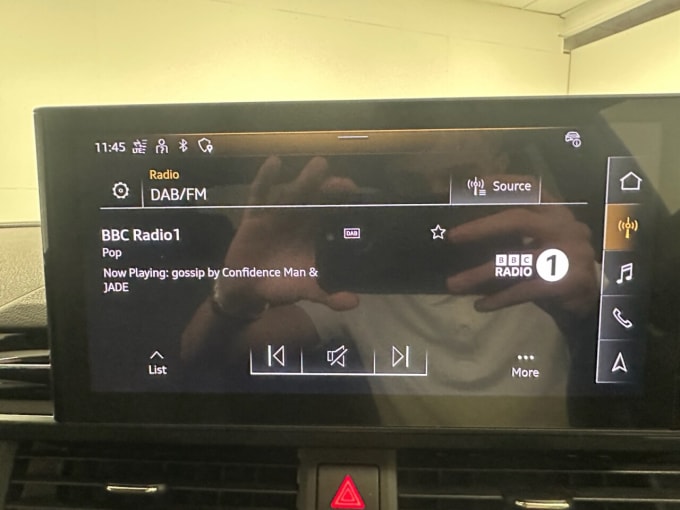 11:45
Radio
DAB/FM
Source
BBC Radio1
DAB
Pop
Now Playing: gossip by Confidence Man &
JADE
BBC
RADIO 1
List
More